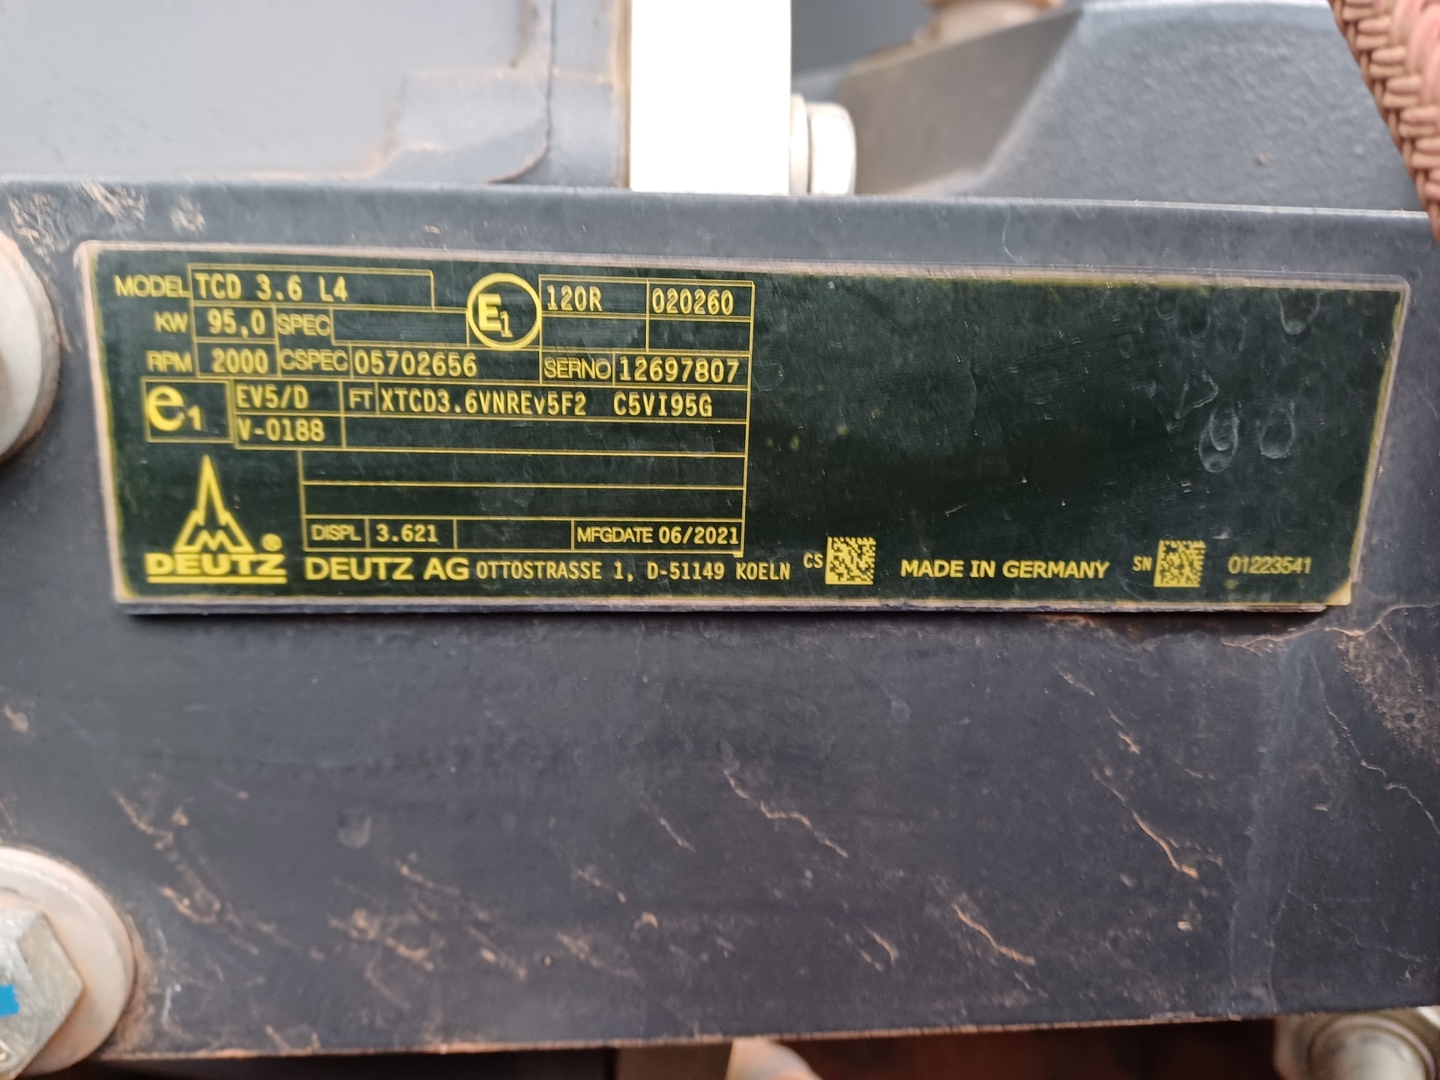 MODEL TCD 3.6 L4 E1 120R 020260
KW 95,0 SPEC
RPM 2000 CSPEC 05702656 SERNO 12697807
e1 EV5/D FT XTCD3.6VNREv5F2 C5VI95G
V-0188
DISPL 3.621 MFGDATE 06/2021
DEUTZ ® DEUTZ AG OTTOSTRASSE 1, D-51149 KOELN CS MADE IN GERMANY SN 01223541